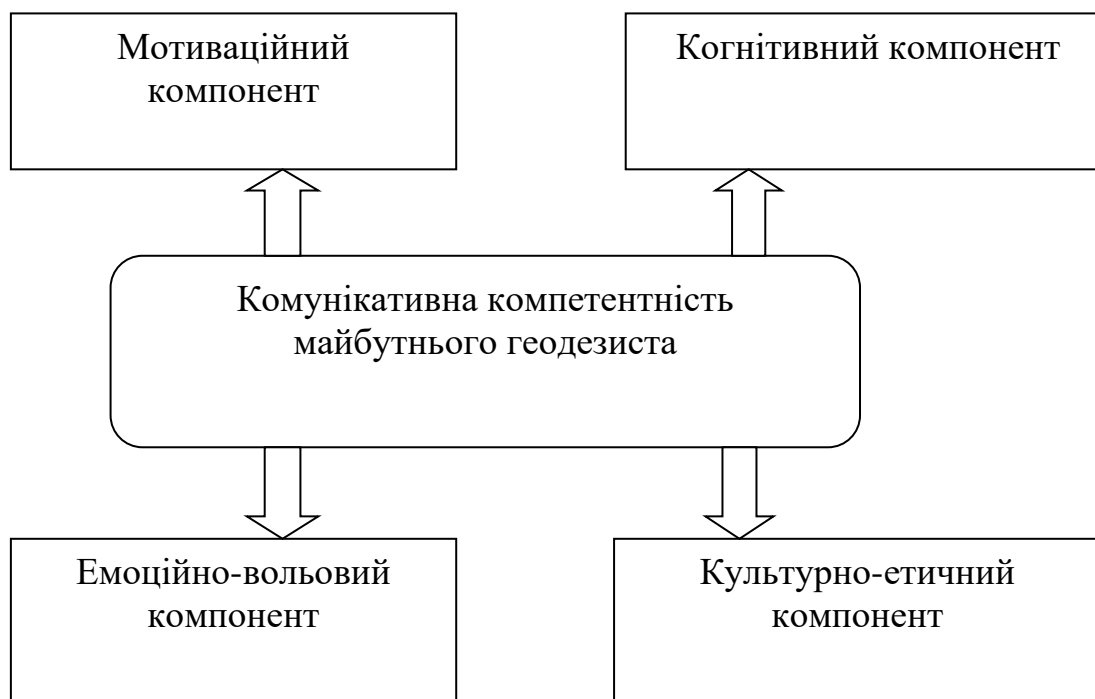 Мотиваційний
компонент
Когнітивний компонент
Комунікативна компетентність
майбутнього геодезиста
Емоційно-вольовий
компонент
Культурно-етичний
компонент